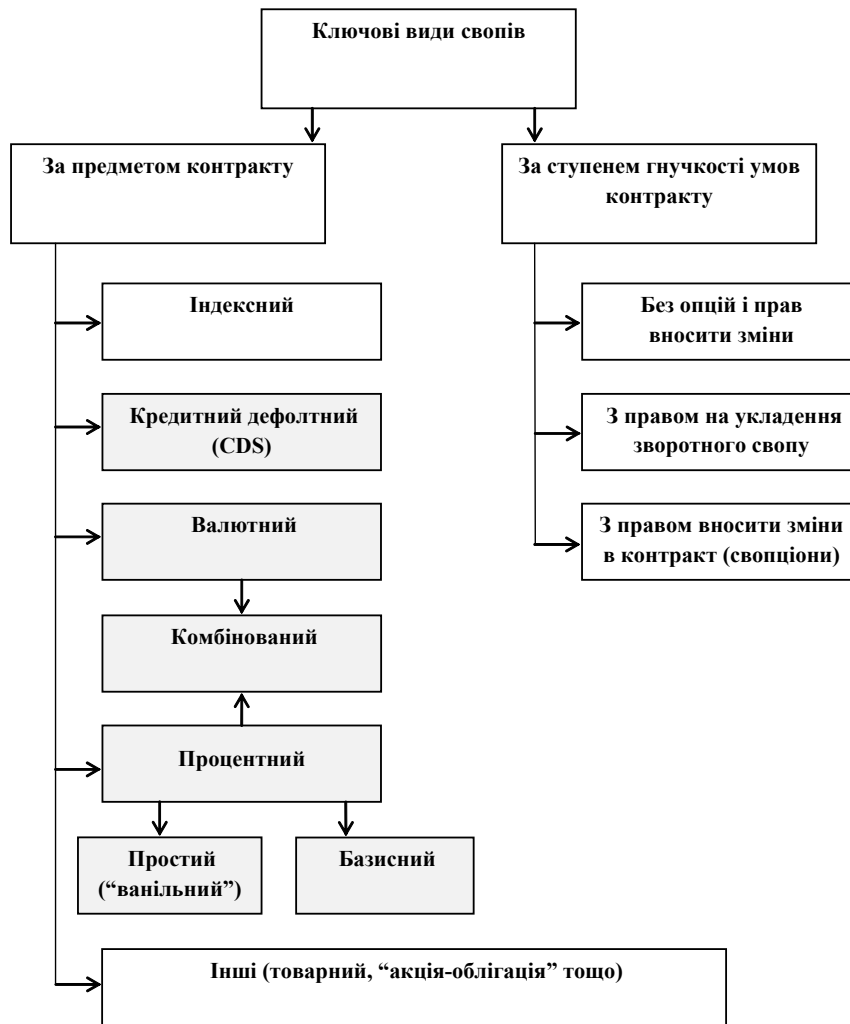 Ключові види свопів
За предметом контракту
За ступенем гнучкості умов
контракту
Індексний
Кредитний дефолтний
(CDS)
Валютний
Комбінований
Процентний
Простий
(“ванільний”)
Базисний
Інші (товарний, “акція-облігація” тощо)
Без опцій і прав
вносити зміни
З правом на укладення
зворотного свопу
З правом вносити зміни
в контракт (свопціони)